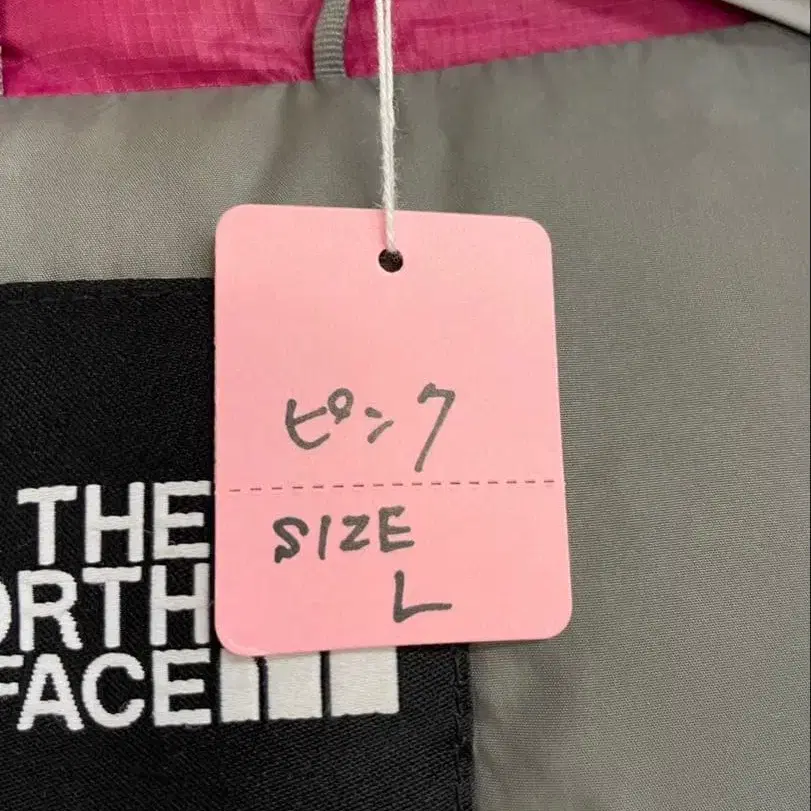 ピンク
SIZE
L
THE
ORTH
FACE